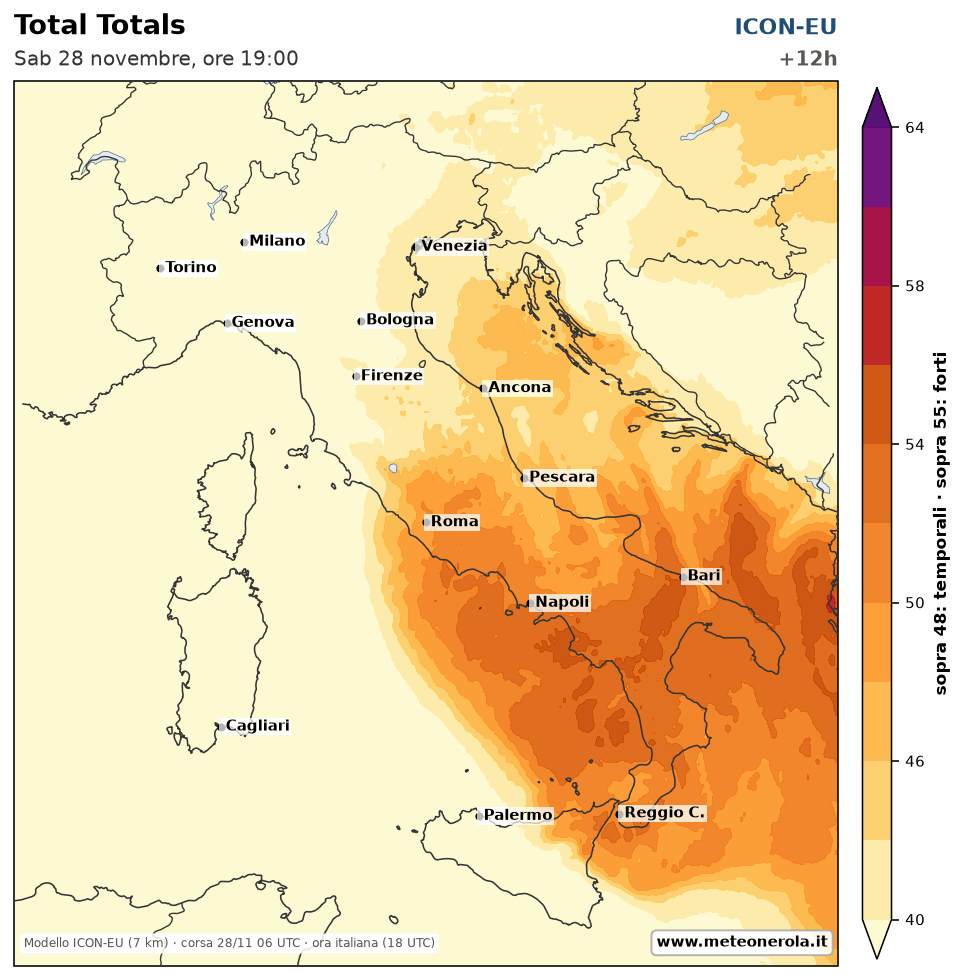 Total Totals
ICON-EU
Sab 28 novembre, ore 19:00
+12h
Milano
Venezia
Torino
Genova
Bologna
Firenze
Ancona
Pescara
Roma
Bari
Napoli
Cagliari
Palermo
Reggio C.
64
58
54
50
46
40
sopra 48: temporali · sopra 55: forti
Modello ICON-EU (7 km) · corsa 28/11 06 UTC · ora italiana (18 UTC)
www.meteonerola.it